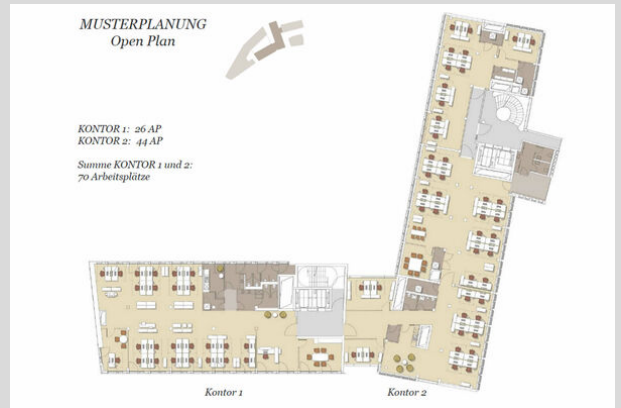 MUSTERPLANUNG
Open Plan
KONTOR 1: 26 AP
KONTOR 2: 44 AP
Summe KONTOR 1 und 2:
70 Arbeitsplätze
Kontor 1
Kontor 2